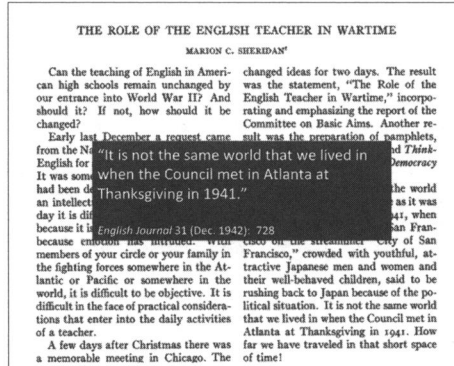 THE ROLE OF THE ENGLISH TEACHER IN WARTIME
MARION C. SHERIDAN¹
Can the teaching of English in Ameri-
can high schools remain unchanged by
our entrance into World War II? And
should it? If not, how should it be
changed?
Early last December a request came
from the Na
English for
It was som
had been de
an intellect
day it is dif
because it is
because emotion has intruded. With
members of your circle or your family in
the fighting forces somewhere in the At-
lantic or Pacific or somewhere in the
world, it is difficult to be objective. It is
difficult in the face of practical considera-
tions that enter into the daily activities
of a teacher.
A few days after Christmas there was
a memorable meeting in Chicago. The
changed ideas for two days. The result
was the statement, "The Role of the
English Teacher in Wartime," incorpo-
rating and emphasizing the report of the
Committee on Basic Aims. Another re-
sult was the preparation of pamphlets,
nd Think-
Democracy
the world
as it was
41, when
San Fran-
cisco on the streamliner "City of San
Francisco," crowded with youthful, at-
tractive Japanese men and women and
their well-behaved children, said to be
rushing back to Japan because of the po-
litical situation. It is not the same world
that we lived in when the Council met in
Atlanta at Thanksgiving in 1941. How
far we have traveled in that short space
of time!
"It is not the same world that we lived in
when the Council met in Atlanta at
Thanksgiving in 1941."
English Journal 31 (Dec. 1942): 728